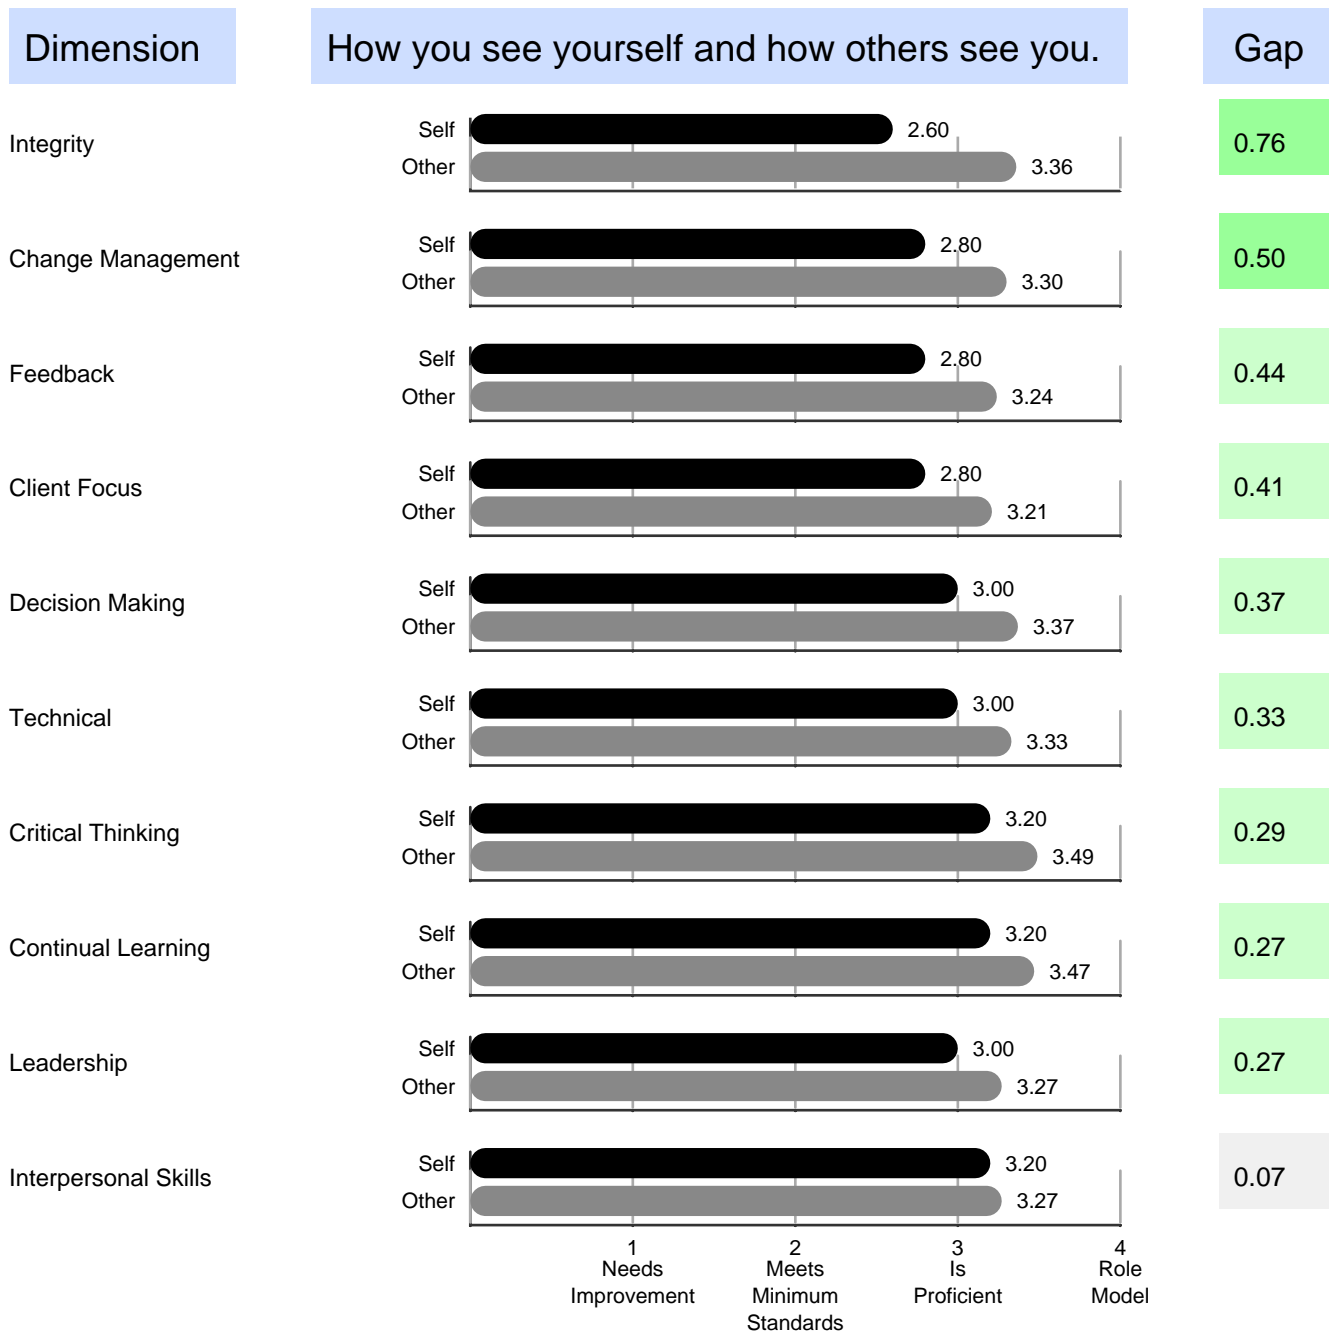 Dimension How you see yourself and how others see you. Gap
Integrity
Self 2.60
Other 3.36
0.76
Change Management
Self 2.80
Other 3.30
0.50
Feedback
Self 2.80
Other 3.24
0.44
Client Focus
Self 2.80
Other 3.21
0.41
Decision Making
Self 3.00
Other 3.37
0.37
Technical
Self 3.00
Other 3.33
0.33
Critical Thinking
Self 3.20
Other 3.49
0.29
Continual Learning
Self 3.20
Other 3.47
0.27
Leadership
Self 3.00
Other 3.27
0.27
Interpersonal Skills
Self 3.20
Other 3.27
0.07
1 2 3 4
Needs Meets Is Role
Improvement Minimum Proficient Model
Standards